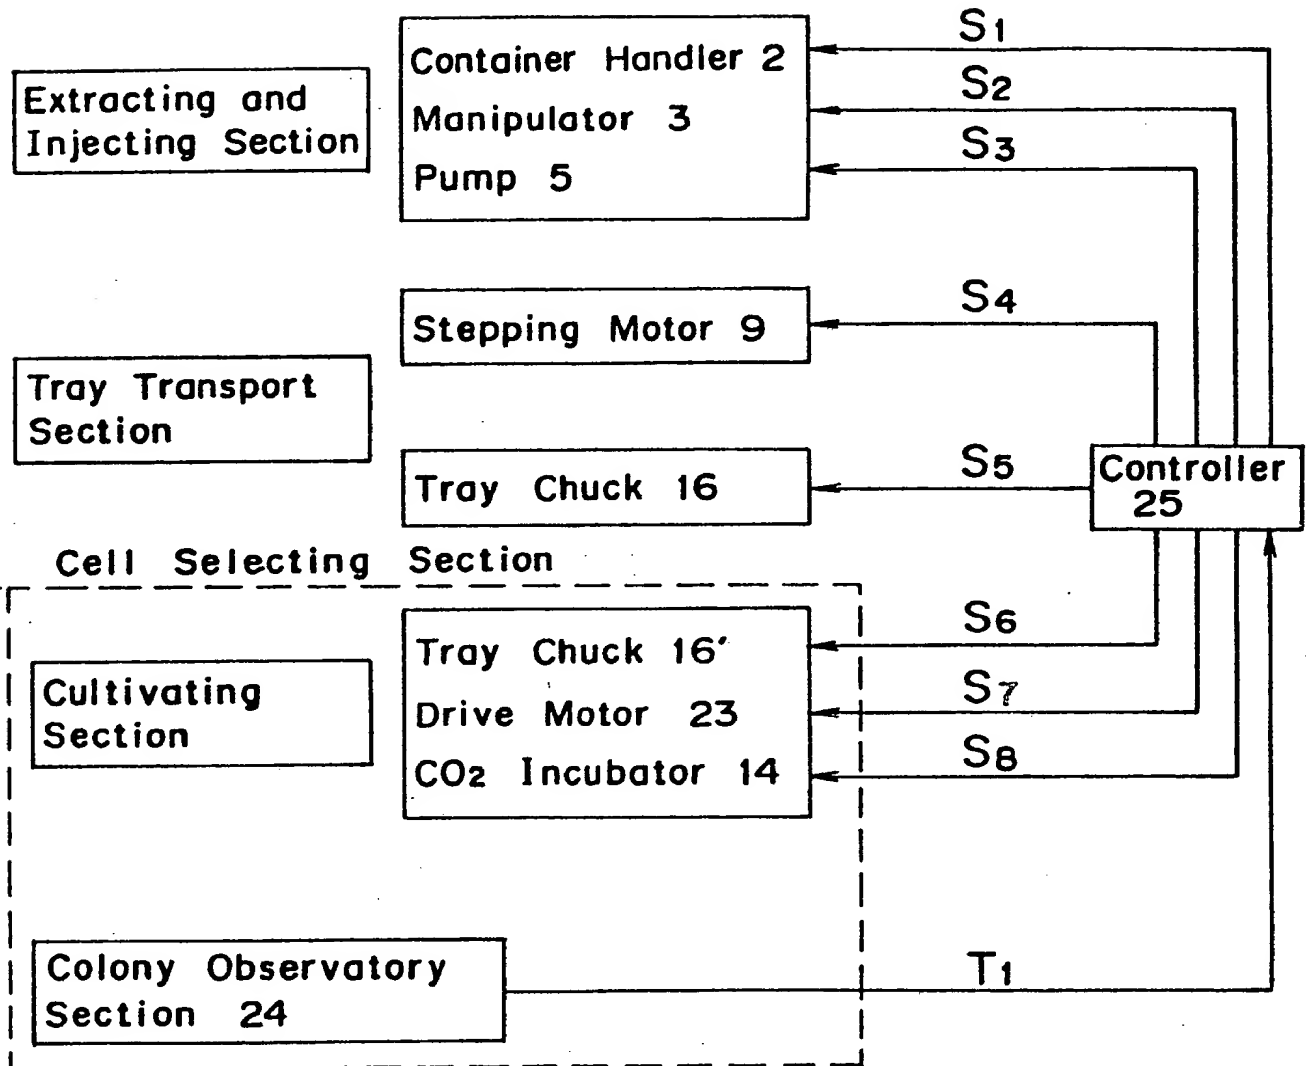 S1
Container Handler 2
S2
Extracting and
Injecting Section
Manipulator 3
S3
Pump 5
S4
Stepping Motor 9
Tray Transport
Section
S5
Tray Chuck 16
Controller
25
Cell Selecting Section
S6
Tray Chuck 16'
Cultivating
Section
S7
Drive Motor 23
S8
CO2 Incubator 14
Colony Observatory
Section 24
T1